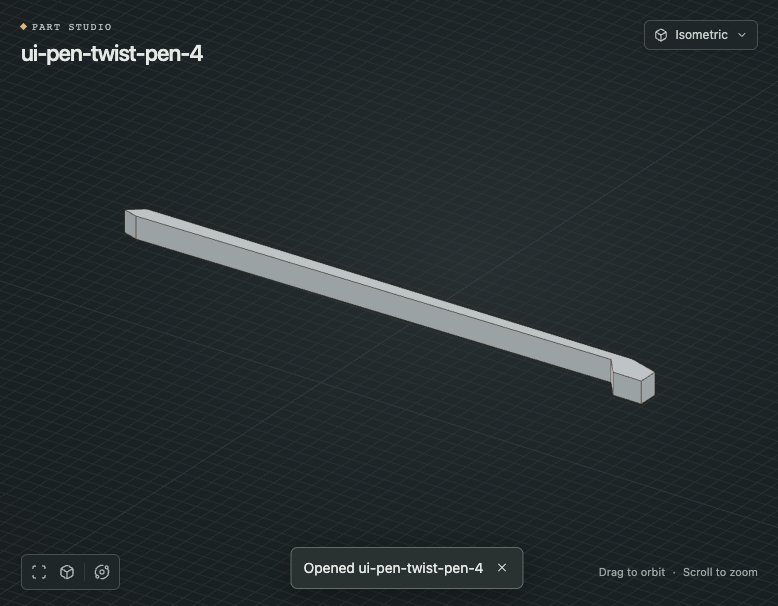 PART STUDIO
ui-pen-twist-pen-4
Isometric
Opened ui-pen-twist-pen-4
Drag to orbit · Scroll to zoom